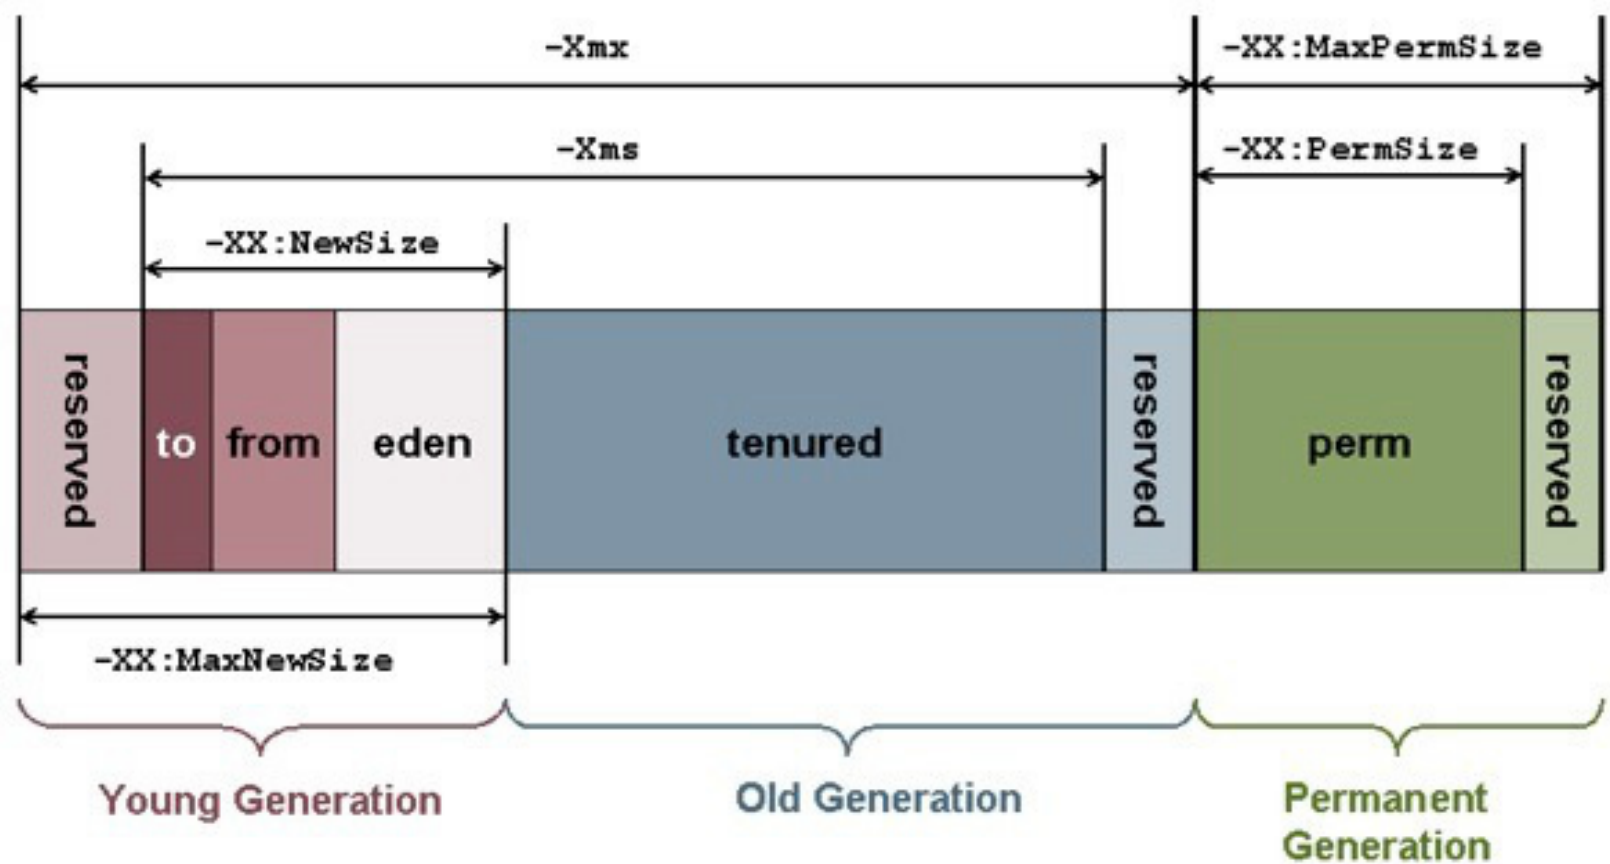 -Xmx
-XX:MaxPermSize
-Xms
-XX:PermSize
-XX:NewSize
reserved
to
from
eden
tenured
reserved
perm
reserved
-XX:MaxNewSize
Young Generation
Old Generation
Permanent
Generation